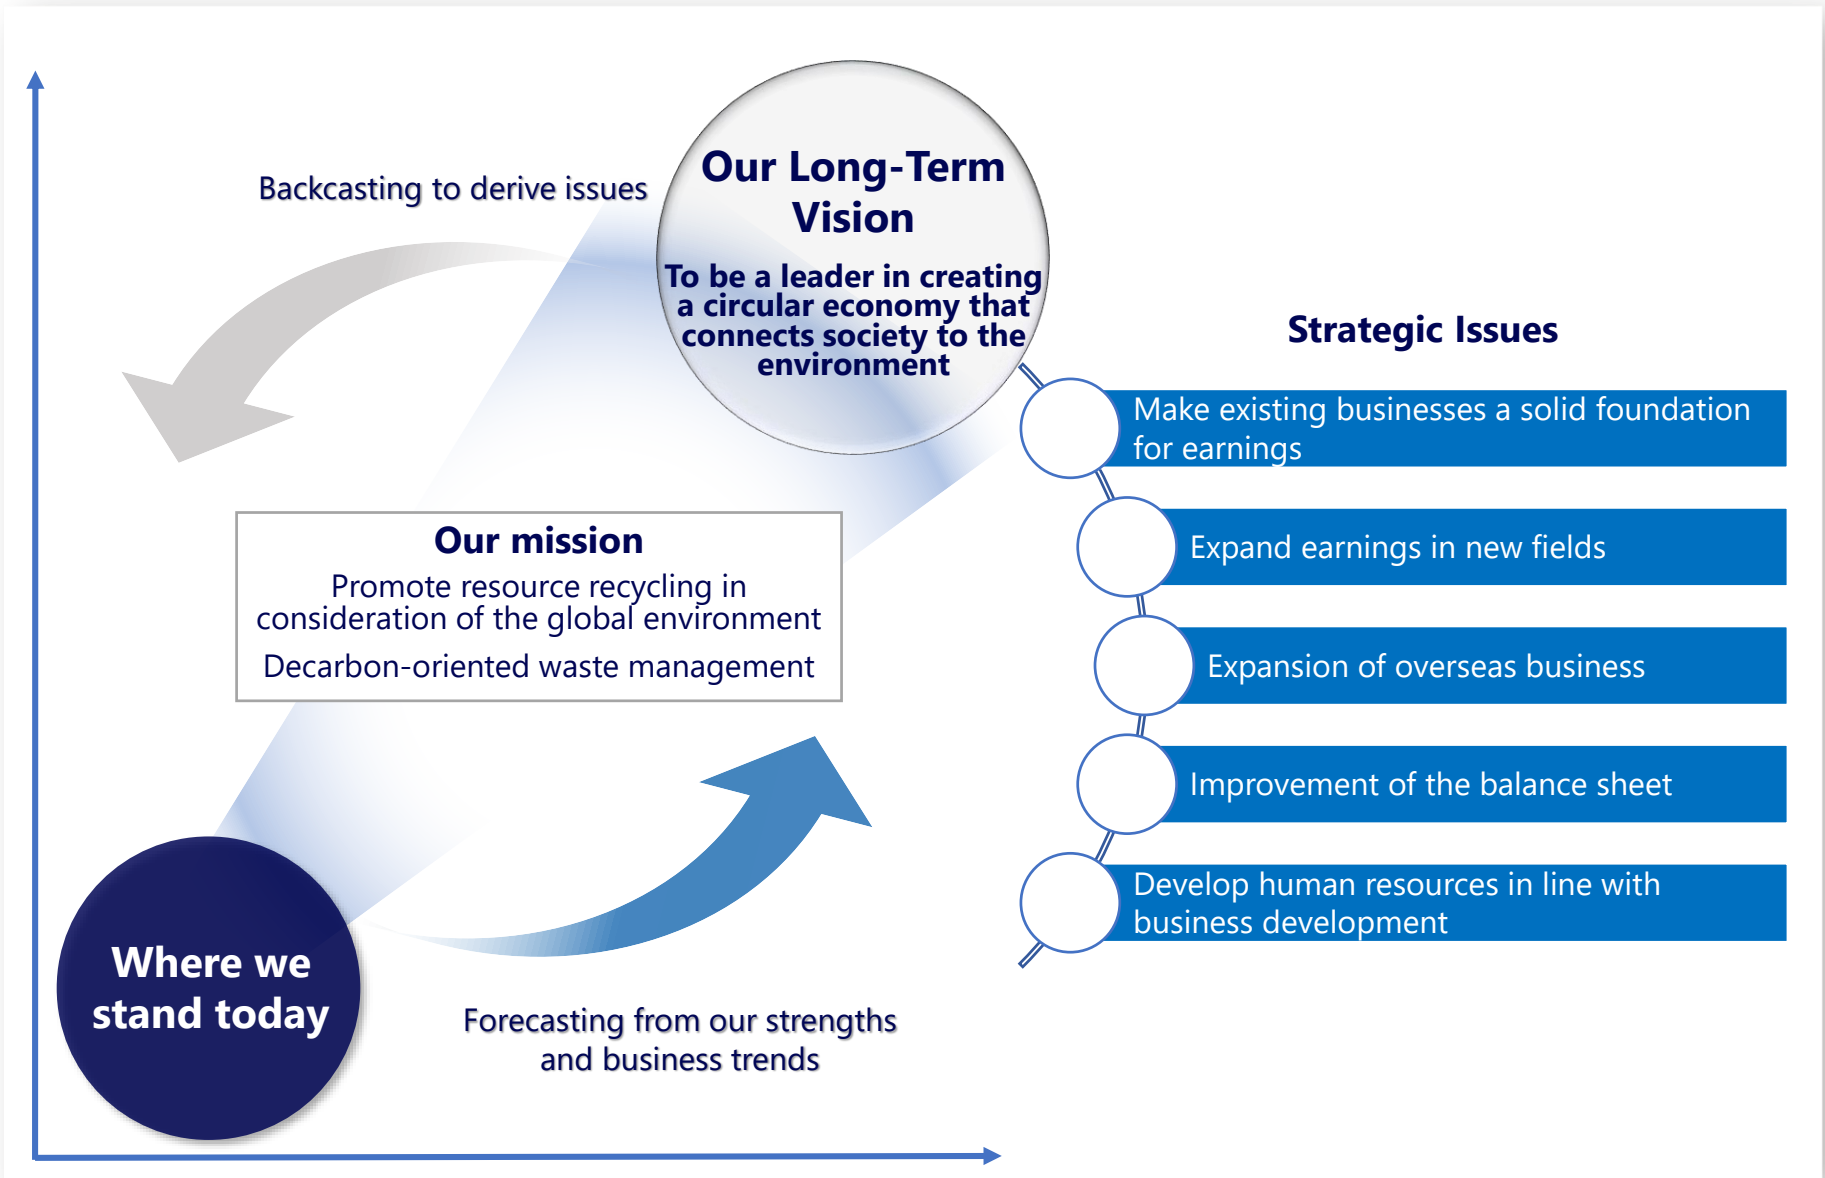 Backcasting to derive issues
Our Long-Term
Vision
To be a leader in creating
a circular economy that
connects society to the
environment
Our mission
Promote resource recycling in
consideration of the global environment
Decarbon-oriented waste management
Where we
stand today
Forecasting from our strengths
and business trends
Strategic Issues
Make existing businesses a solid foundation
for earnings
Expand earnings in new fields
Expansion of overseas business
Improvement of the balance sheet
Develop human resources in line with
business development